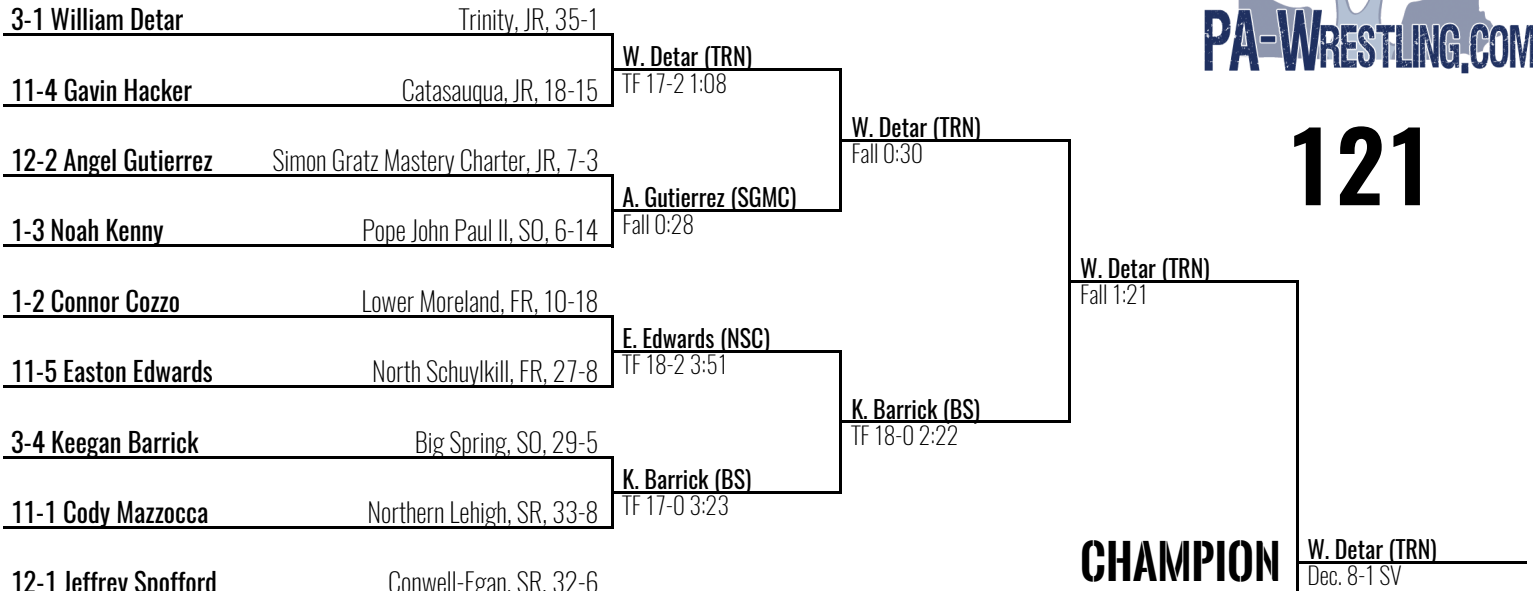 3-1 William Detar Trinity, JR, 35-1
W. Detar (TRN)
TF 17-2 1:08
11-4 Gavin Hacker Catasauqua, JR, 18-15
W. Detar (TRN)
Fall 0:30
12-2 Angel Gutierrez Simon Gratz Mastery Charter, JR, 7-3
A. Gutierrez (SGMC)
Fall 0:28
1-3 Noah Kenny Pope John Paul II, SO, 6-14
W. Detar (TRN)
Fall 1:21
1-2 Connor Cozzo Lower Moreland, FR, 10-18
E. Edwards (NSC)
TF 18-2 3:51
11-5 Easton Edwards North Schuylkill, FR, 27-8
K. Barrick (BS)
TF 18-0 2:22
3-4 Keegan Barrick Big Spring, SO, 29-5
K. Barrick (BS)
TF 17-0 3:23
11-1 Cody Mazzocca Northern Lehigh, SR, 33-8
12-1 Jeffrey Spofford Conwell-Egan, SR, 32-6
PA-WRESTLING.COM
121
CHAMPION
W. Detar (TRN)
Dec. 8-1 SV